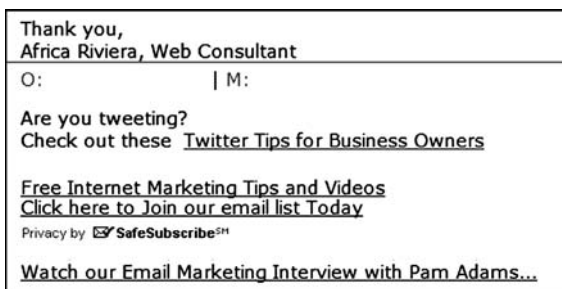 Thank you,
Africa Riviera, Web Consultant
O: | M:
Are you tweeting?
Check out these Twitter Tips for Business Owners
Free Internet Marketing Tips and Videos
Click here to Join our email list Today
Privacy by SafeSubscribe℠
Watch our Email Marketing Interview with Pam Adams...